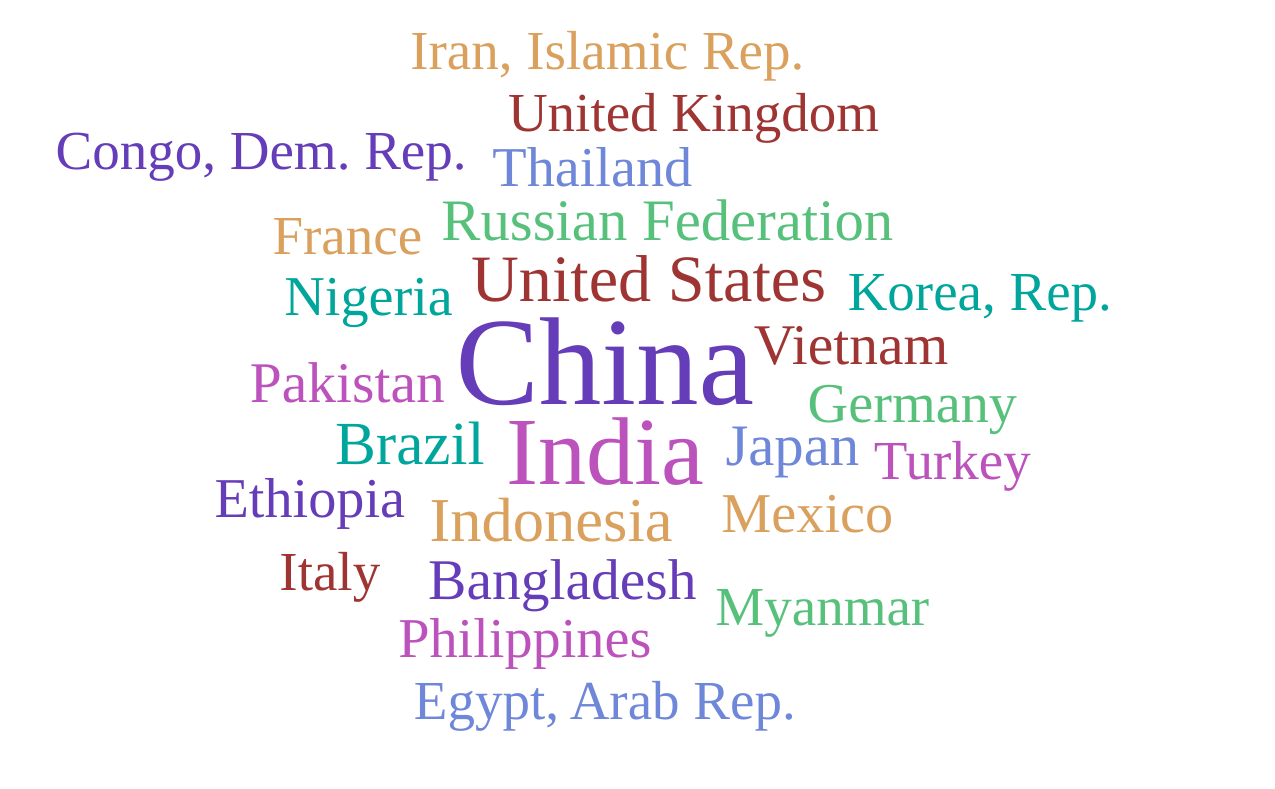 Iran, Islamic Rep.
United Kingdom
Congo, Dem. Rep.
Thailand
France
Russian Federation
United States
Nigeria
Korea, Rep.
China
Vietnam
Pakistan
Germany
Brazil
India
Japan
Turkey
Ethiopia
Indonesia
Mexico
Italy
Bangladesh
Myanmar
Philippines
Egypt, Arab Rep.